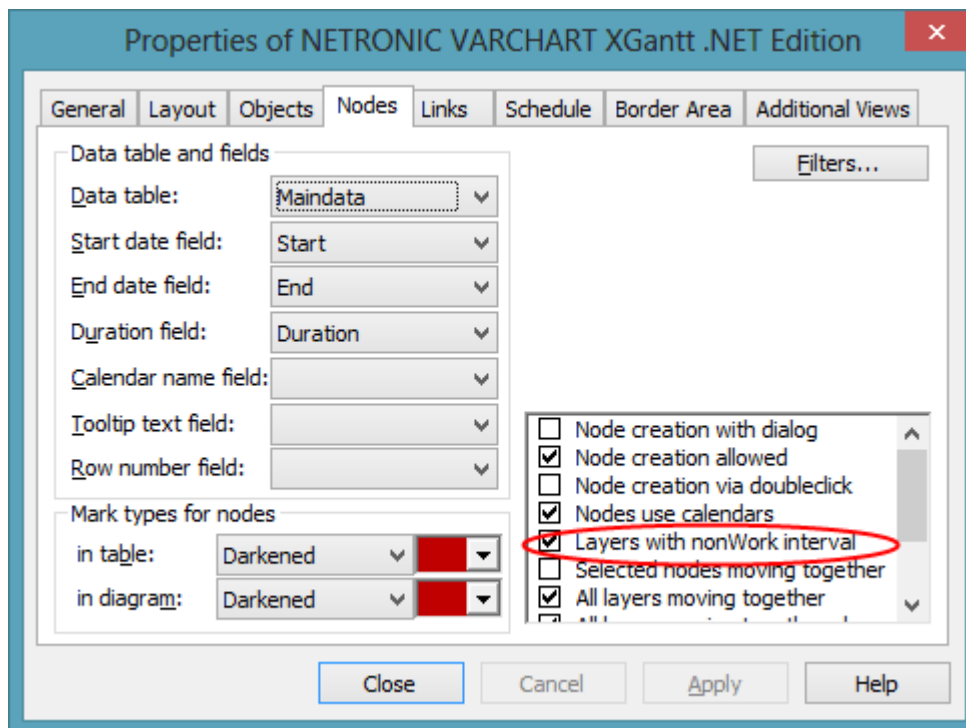 Properties of NETRONIC VARCHART XGantt .NET Edition
General Layout Objects Nodes Links Schedule Border Area Additional Views
Data table and fields
Filters...
Data table: Maindata
Start date field: Start
End date field: End
Duration field: Duration
Calendar name field:
Tooltip text field:
Row number field:
Node creation with dialog
Node creation allowed
Node creation via doubleclick
Nodes use calendars
Layers with nonWork interval
Selected nodes moving together
All layers moving together
Mark types for nodes
in table: Darkened
in diagram: Darkened
Close Cancel Apply Help